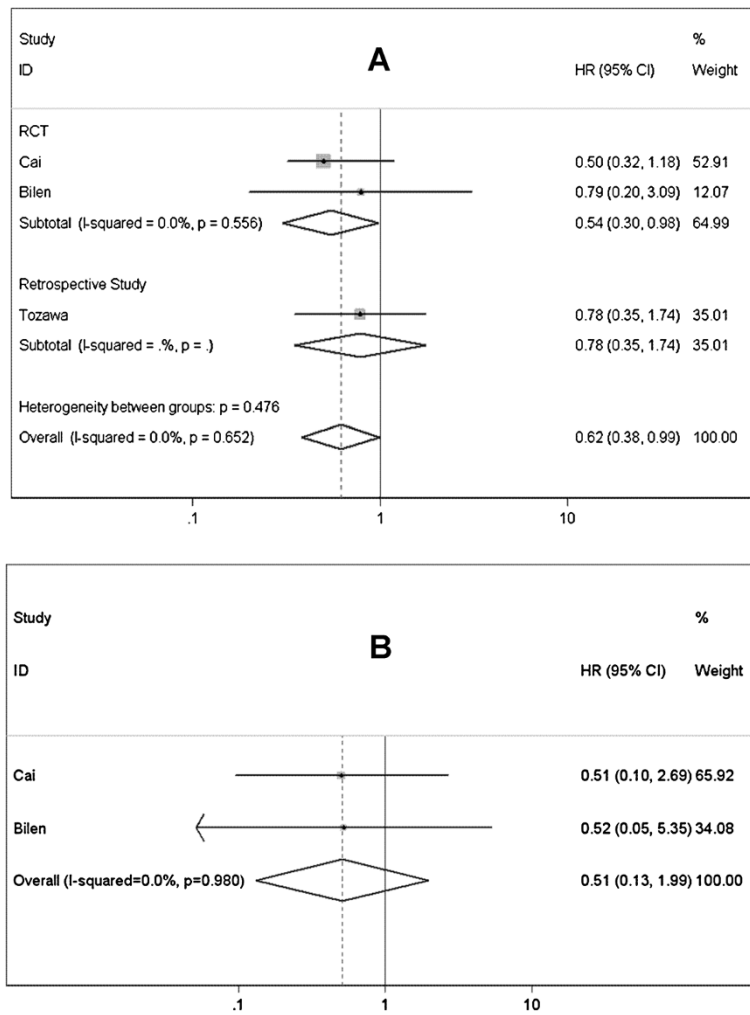 Study %
A
ID HR (95% CI) Weight
RCT
Cai 0.50 (0.32, 1.18) 52.91
Bilen 0.79 (0.20, 3.09) 12.07
Subtotal (I-squared = 0.0%, p = 0.556) 0.54 (0.30, 0.98) 64.99
Retrospective Study
Tozawa 0.78 (0.35, 1.74) 35.01
Subtotal (I-squared = .%, p = .) 0.78 (0.35, 1.74) 35.01
Heterogeneity between groups: p = 0.476
Overall (I-squared = 0.0%, p = 0.652) 0.62 (0.38, 0.99) 100.00
.1 1 10
Study %
B
ID HR (95% CI) Weight
Cai 0.51 (0.10, 2.69) 65.92
Bilen 0.52 (0.05, 5.35) 34.08
Overall (I-squared=0.0%, p=0.980) 0.51 (0.13, 1.99) 100.00
.1 1 10